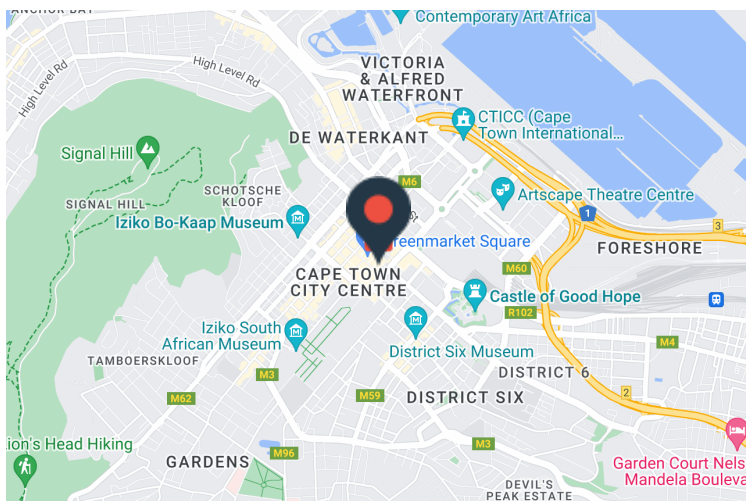 Contemporary Art Africa
High Level Rd
High Level Rd
VICTORIA
& ALFRED
WATERFRONT
CTICC (Cape
Town International...
DE WATERKANT
Signal Hill
M6
SCHOTSCHE
KLOOF
Artscape Theatre Centre
SIGNAL HILL
Iziko Bo-Kaap Museum
1
3
reenmarket Square
FORESHORE
M60
CAPE TOWN
CITY CENTRE
Castle of Good Hope
R102
Iziko South
African Museum
M4
District Six Museum
TAMBOERSKLOOF
DISTRICT 6
M3
M62
M59
2
DISTRICT SIX
ion's Head Hiking
M3
M96
GARDENS
Garden Court Nels
Mandela Bouleva
DEVIL'S
PEAK ESTATE